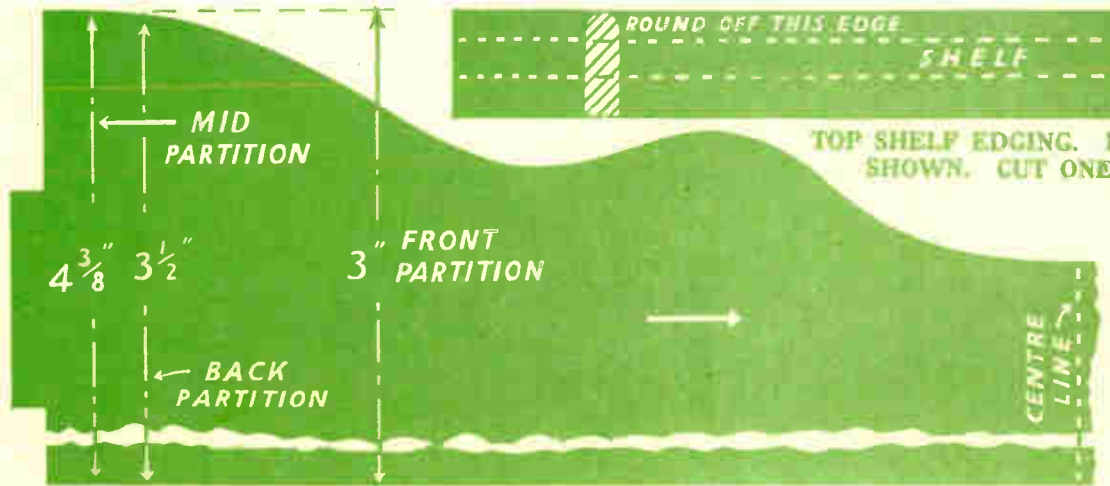 ROUND OFF THIS EDGE
SHELF
MID
PARTITION
TOP SHELF EDGING.
SHOWN. CUT ONE
4 3/8" 3 1/2" 3" FRONT
PARTITION
CENTRE
LINE
BACK
PARTITION